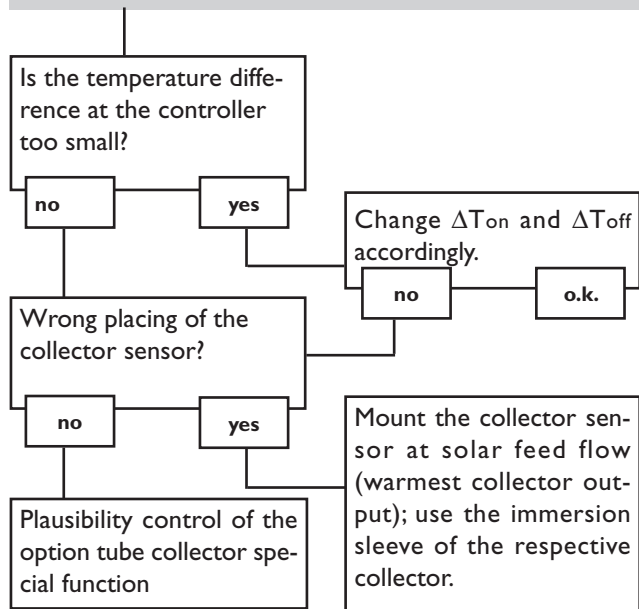 Is the temperature diffe-
rence at the controller
too small?
no yes
Change ΔTon and ΔToff
accordingly.
no o.k.
Wrong placing of the
collector sensor?
no yes
Mount the collector sen-
sor at solar feed flow
(warmest collector out-
put); use the immersion
sleeve of the respective
collector.
Plausibility control of the
option tube collector spe-
cial function